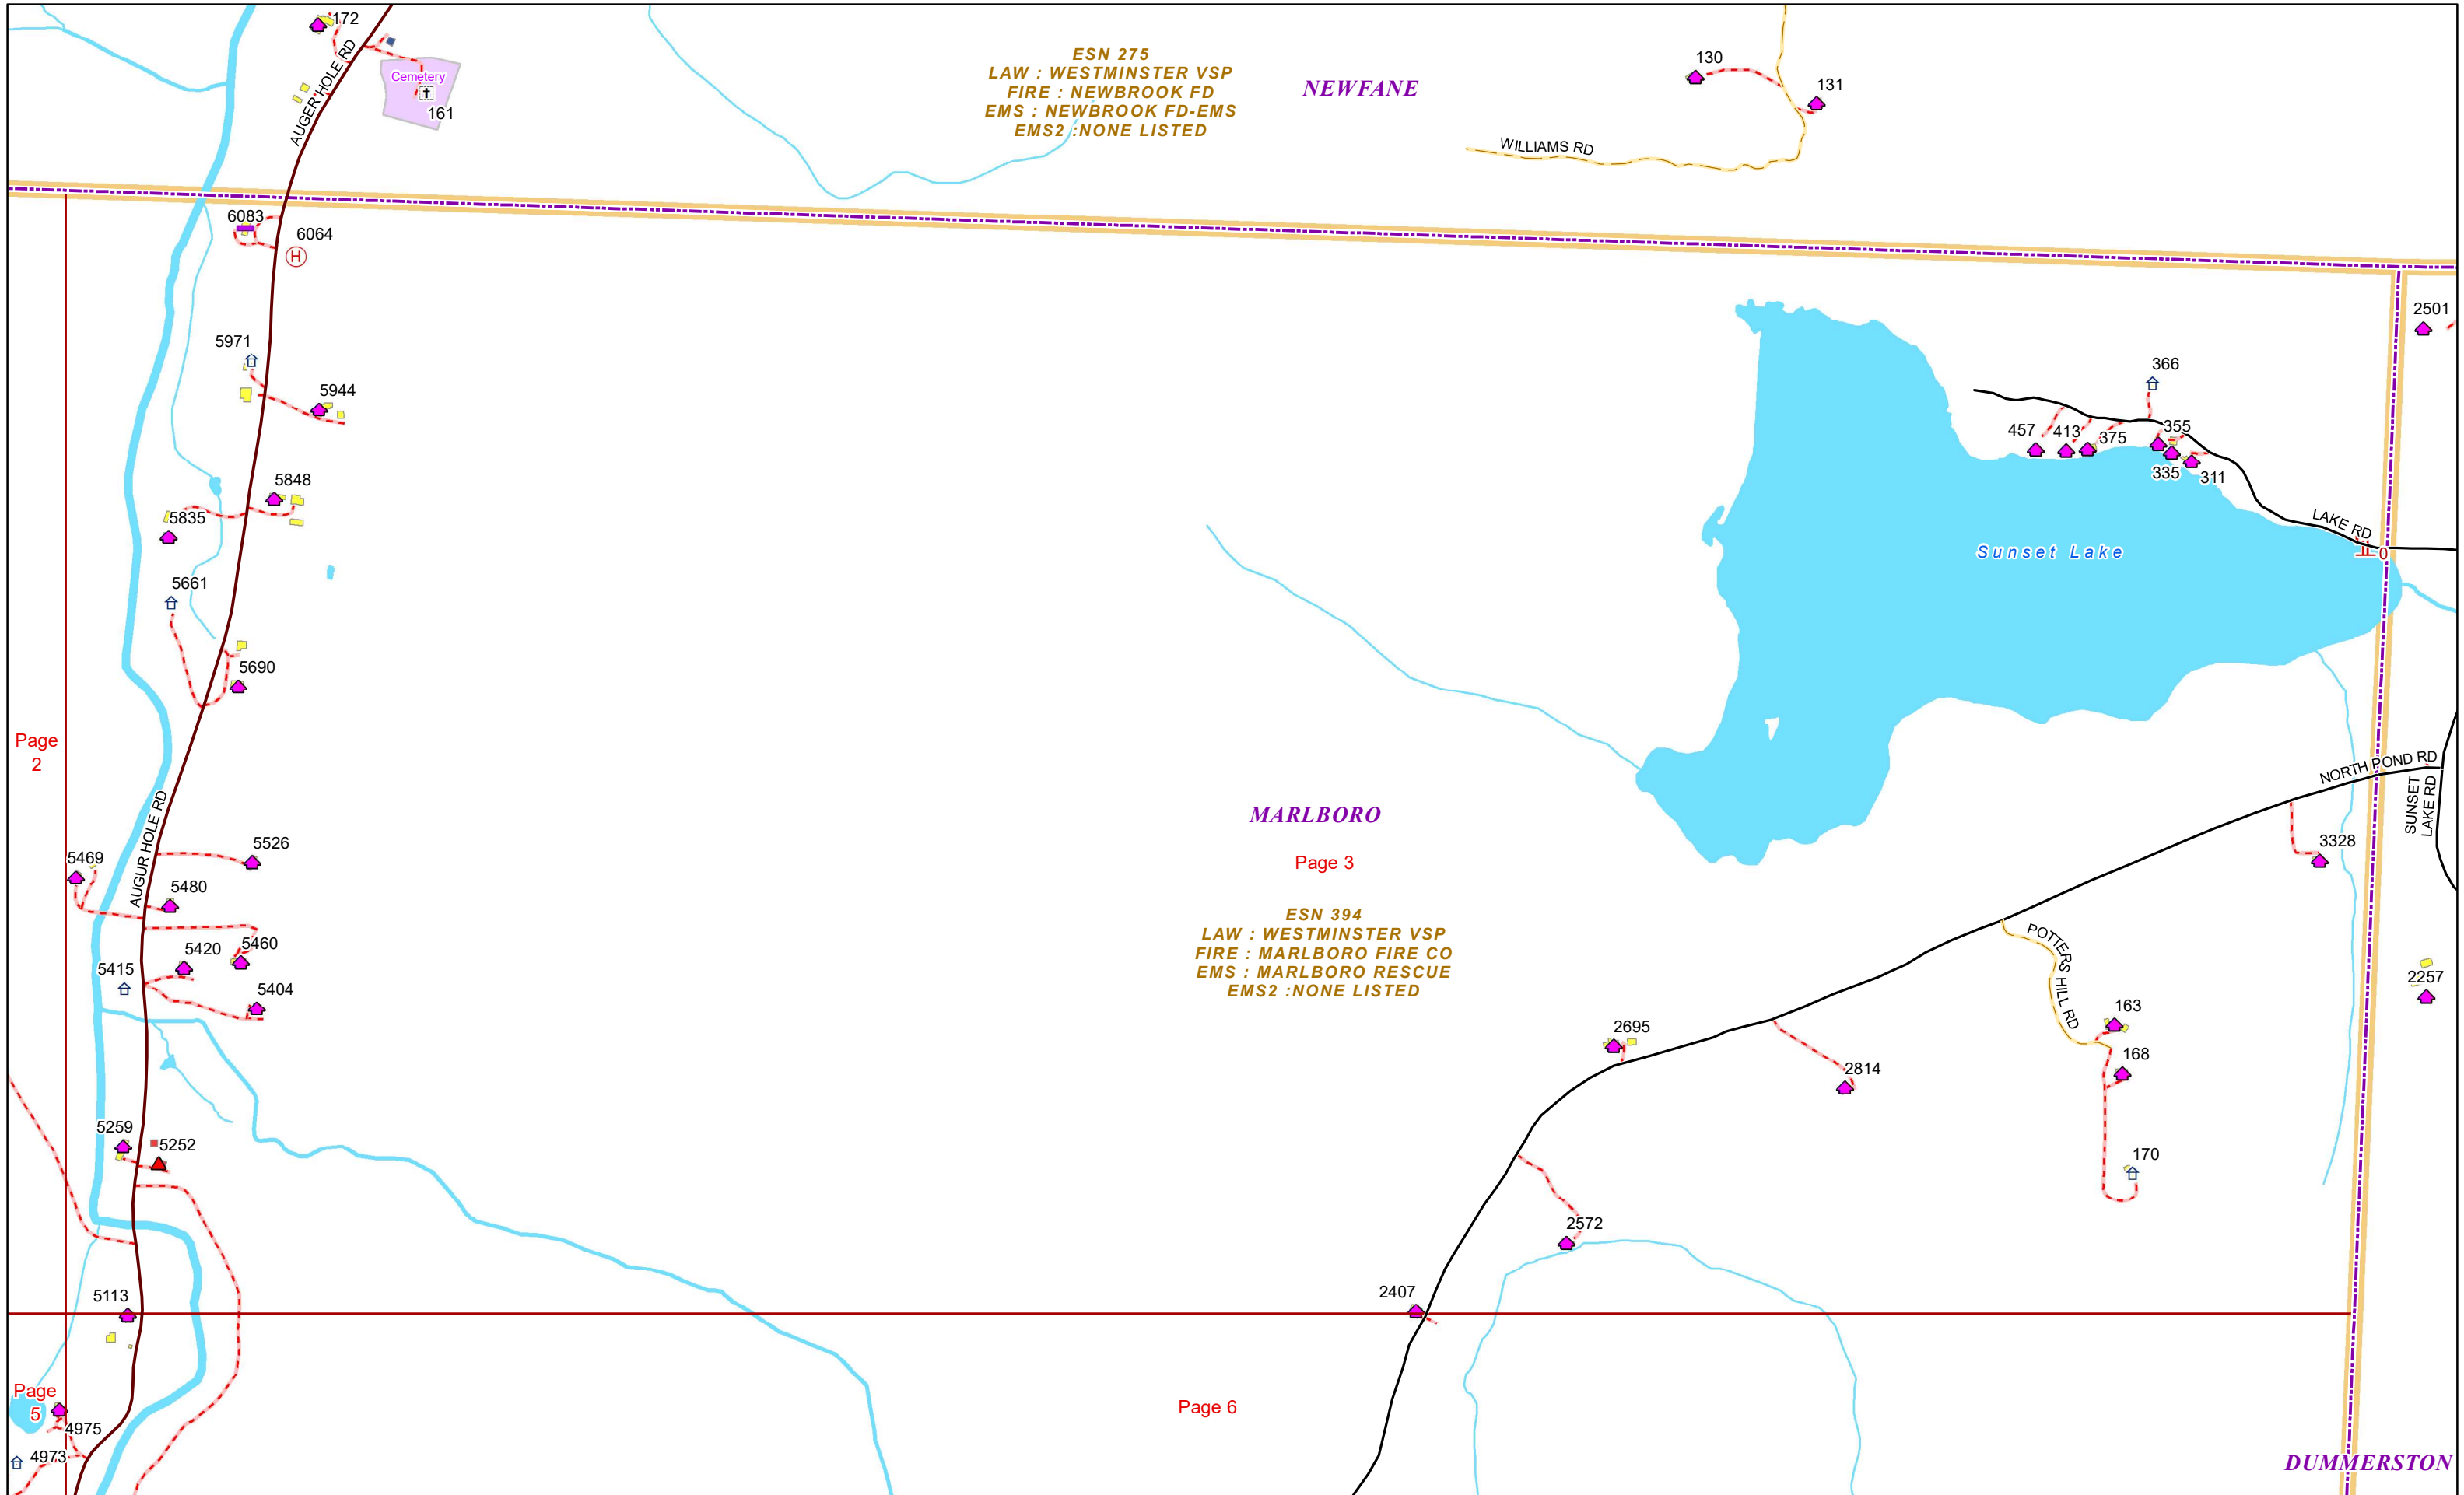 172
AUGER HOLE RD
Cemetery
161
ESN 275
LAW : WESTMINSTER VSP
FIRE : NEWBROOK FD
EMS : NEWBROOK FD-EMS
EMS2 :NONE LISTED
NEWFANE
130
131
WILLIAMS RD
6083
6064
H
5971
5944
5848
5835
5661
5690
2501
366
457
413
375
355
335
311
LAKE RD
0
Sunset Lake
Page
2
AUGUR HOLE RD
5469
5526
5480
5420
5460
5415
5404
MARLBORO
Page 3
ESN 394
LAW : WESTMINSTER VSP
FIRE : MARLBORO FIRE CO
EMS : MARLBORO RESCUE
EMS2 :NONE LISTED
NORTH POND RD
SUNSET
LAKE RD
3328
POTTERS HILL RD
2257
163
168
170
2695
2814
2572
2407
5259
5252
5113
Page
5
4975
4973
Page 6
DUMMERSTON